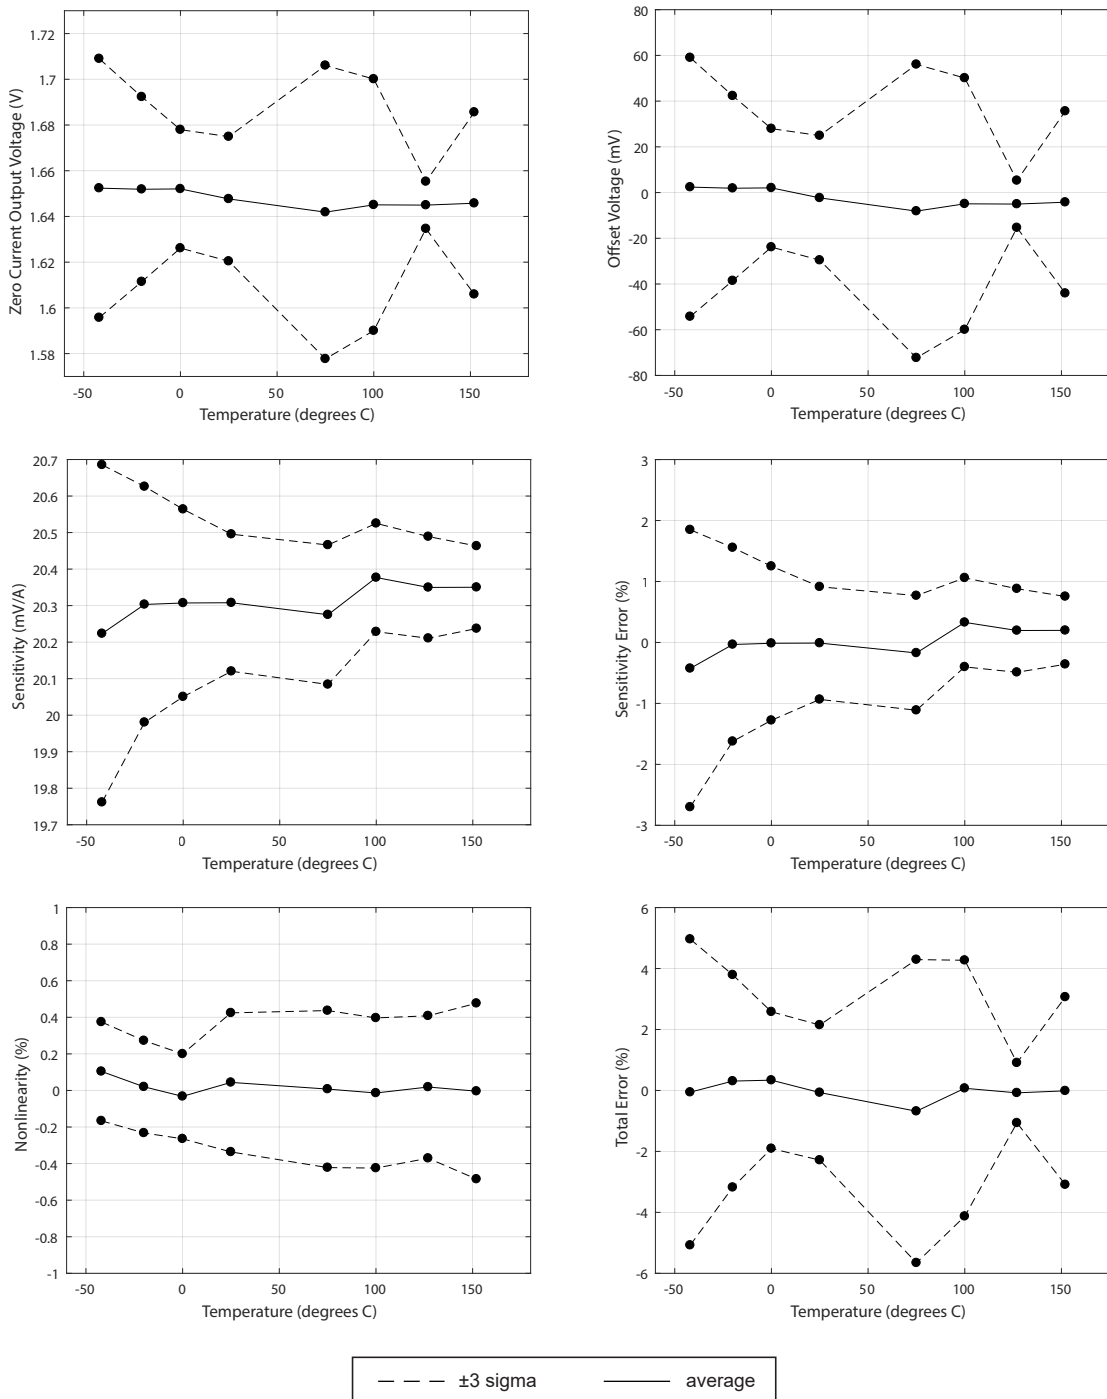 1.72
1.7
1.68
1.66
1.64
1.62
1.6
1.58
Zero Current Output Voltage (V)
-50 0 50 100 150
Temperature (degrees C)
80
60
40
20
0
-20
-40
-60
-80
Offset Voltage (mV)
-50 0 50 100 150
Temperature (degrees C)
20.7
20.6
20.5
20.4
20.3
20.2
20.1
20
19.9
19.8
19.7
Sensitivity (mV/A)
-50 0 50 100 150
Temperature (degrees C)
3
2
1
0
-1
-2
-3
Sensitivity Error (%)
-50 0 50 100 150
Temperature (degrees C)
1
0.8
0.6
0.4
0.2
0
-0.2
-0.4
-0.6
-0.8
-1
Nonlinearity (%)
-50 0 50 100 150
Temperature (degrees C)
6
4
2
0
-2
-4
-6
Total Error (%)
-50 0 50 100 150
Temperature (degrees C)
±3 sigma average